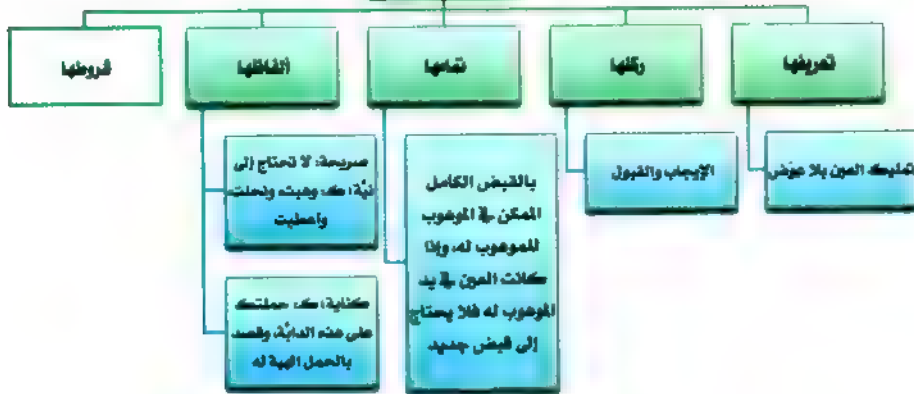 تعريفها
تمليك العين بلا عوض
ركنها
الإيجاب والقبول
تمامها
بالقبض الكامل
الممكن في الموهوب
للموهوب له، وإذا
كانت العين في يد
الموهوب له فلا يحتاج
إلى قبض جديد.
ألفاظها
صريحة: لا تحتاج إلى
نيَّة؛ كـ وهبت، ونحلت،
وأعطيت
كناية؛ كـ حملتك
على هذه الدابَّة، وقصد
بالحمل الهبة له
شروطها